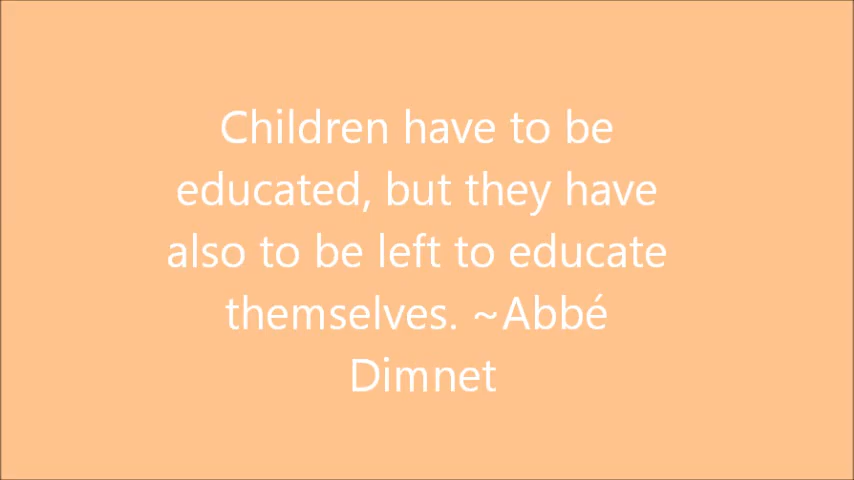 Children have to be
educated, but they have
also to be left to educate
themselves. ~Abbé
Dimnet